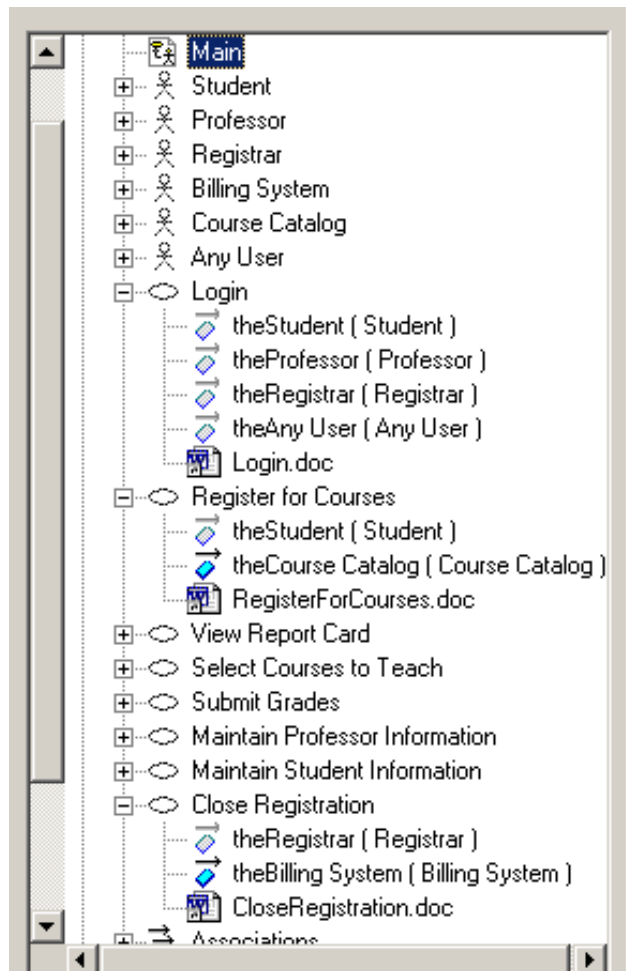 Main
Student
Professor
Registrar
Billing System
Course Catalog
Any User
Login
theStudent ( Student )
theProfessor ( Professor )
theRegistrar ( Registrar )
theAny User ( Any User )
Login.doc
Register for Courses
theStudent ( Student )
theCourse Catalog ( Course Catalog )
RegisterForCourses.doc
View Report Card
Select Courses to Teach
Submit Grades
Maintain Professor Information
Maintain Student Information
Close Registration
theRegistrar ( Registrar )
theBilling System ( Billing System )
CloseRegistration.doc
Associations